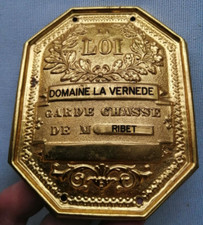 LOI
DOMAINE LA VERNEDE
GARDE CHASSE
DE M RIBET